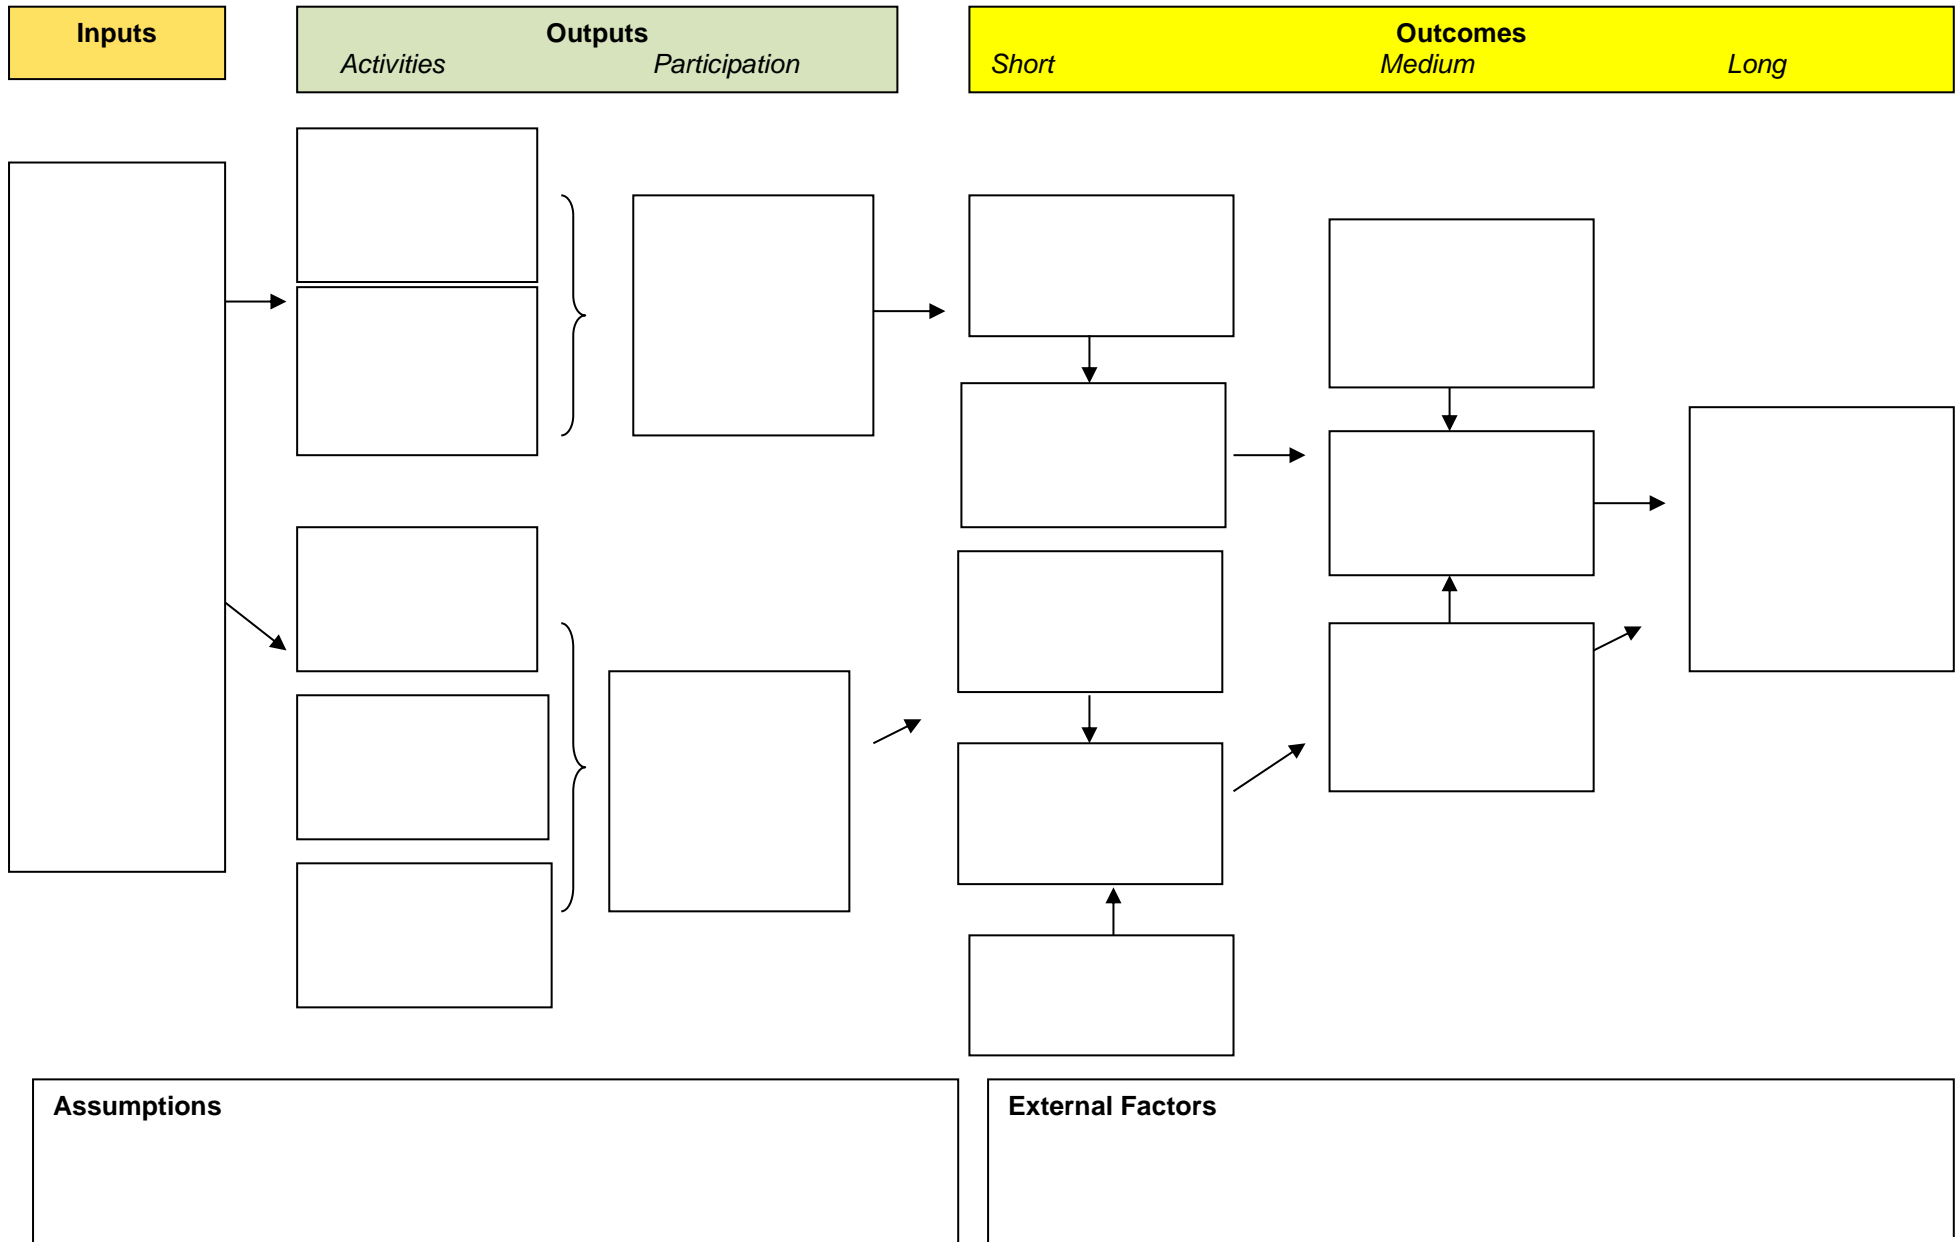 Inputs
Outputs
Activities Participation
Outcomes
Short Medium Long
Assumptions
External Factors